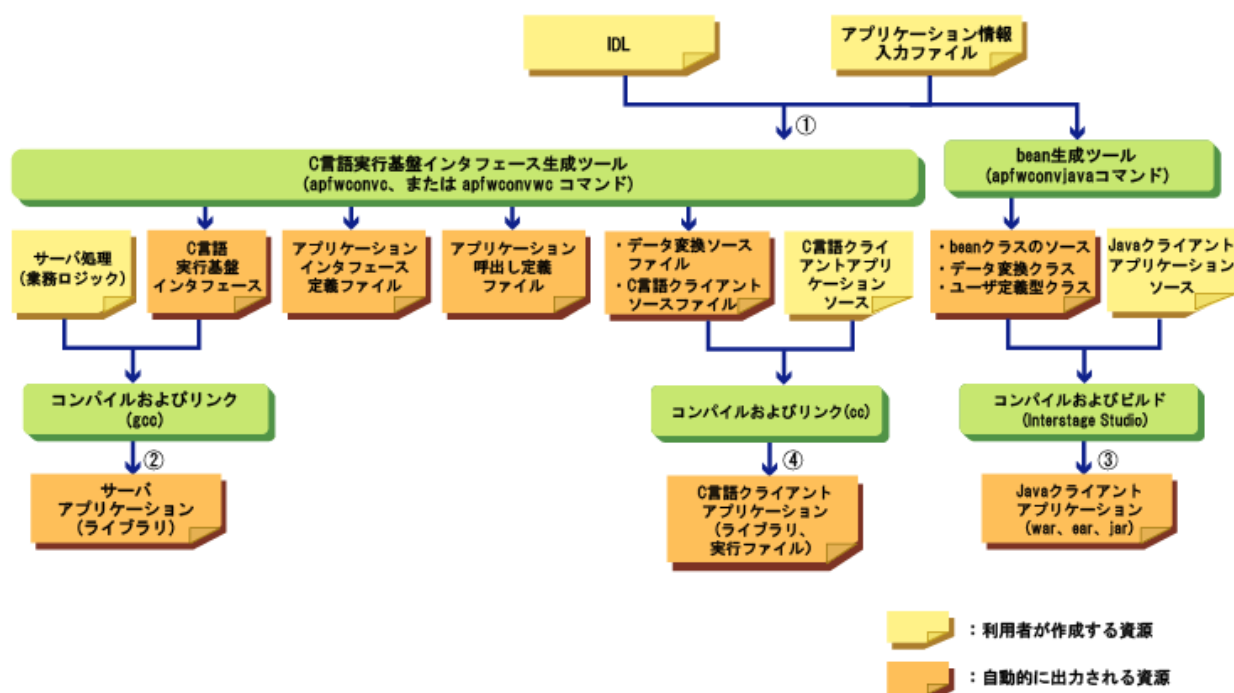 IDL
アプリケーション情報
入力ファイル
①
C言語実行基盤インタフェース生成ツール
(apfwconvc、または apfwconvwc コマンド)
bean生成ツール
(apfwconvjavaコマンド)
サーバ処理
(業務ロジック)
C言語
実行基盤
インタフェース
アプリケーション
インタフェース
定義ファイル
アプリケーション
呼出し定義
ファイル
・データ変換ソース
ファイル
・C言語クライアント
ソースファイル
C言語クライ
アントアプリ
ケーション
ソース
・beanクラスのソース
・データ変換クラス
・ユーザ定義型クラス
Javaクライアント
アプリケーション
ソース
コンパイルおよびリンク
(gcc)
コンパイルおよびリンク(cc)
コンパイルおよびビルド
(Interstage Studio)
②
④
③
サーバ
アプリケーション
(ライブラリ)
C言語クライアント
アプリケーション
(ライブラリ、
実行ファイル)
Javaクライアント
アプリケーション
(war、ear、jar)
：利用者が作成する資源
：自動的に出力される資源